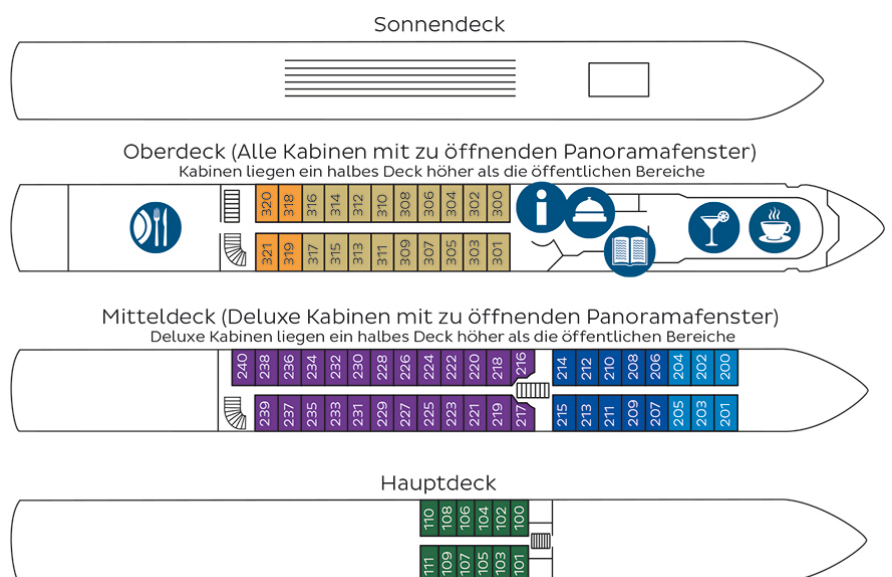 Sonnendeck
Oberdeck (Alle Kabinen mit zu öffnenden Panoramafenster)
Kabinen liegen ein halbes Deck höher als die öffentlichen Bereiche
320 318 316 314 312 310 308 306 304 302 300
321 319 317 315 313 311 309 307 305 303 301
Mitteldeck (Deluxe Kabinen mit zu öffnenden Panoramafenster)
Deluxe Kabinen liegen ein halbes Deck höher als die öffentlichen Bereiche
240 238 236 234 232 230 228 226 224 222 220 218 216 214 212 210 208 206 204 202 200
239 237 235 233 231 229 227 225 223 221 219 217 215 213 211 209 207 205 203 201
Hauptdeck
110 108 106 104 102 100
111 109 107 105 103 101